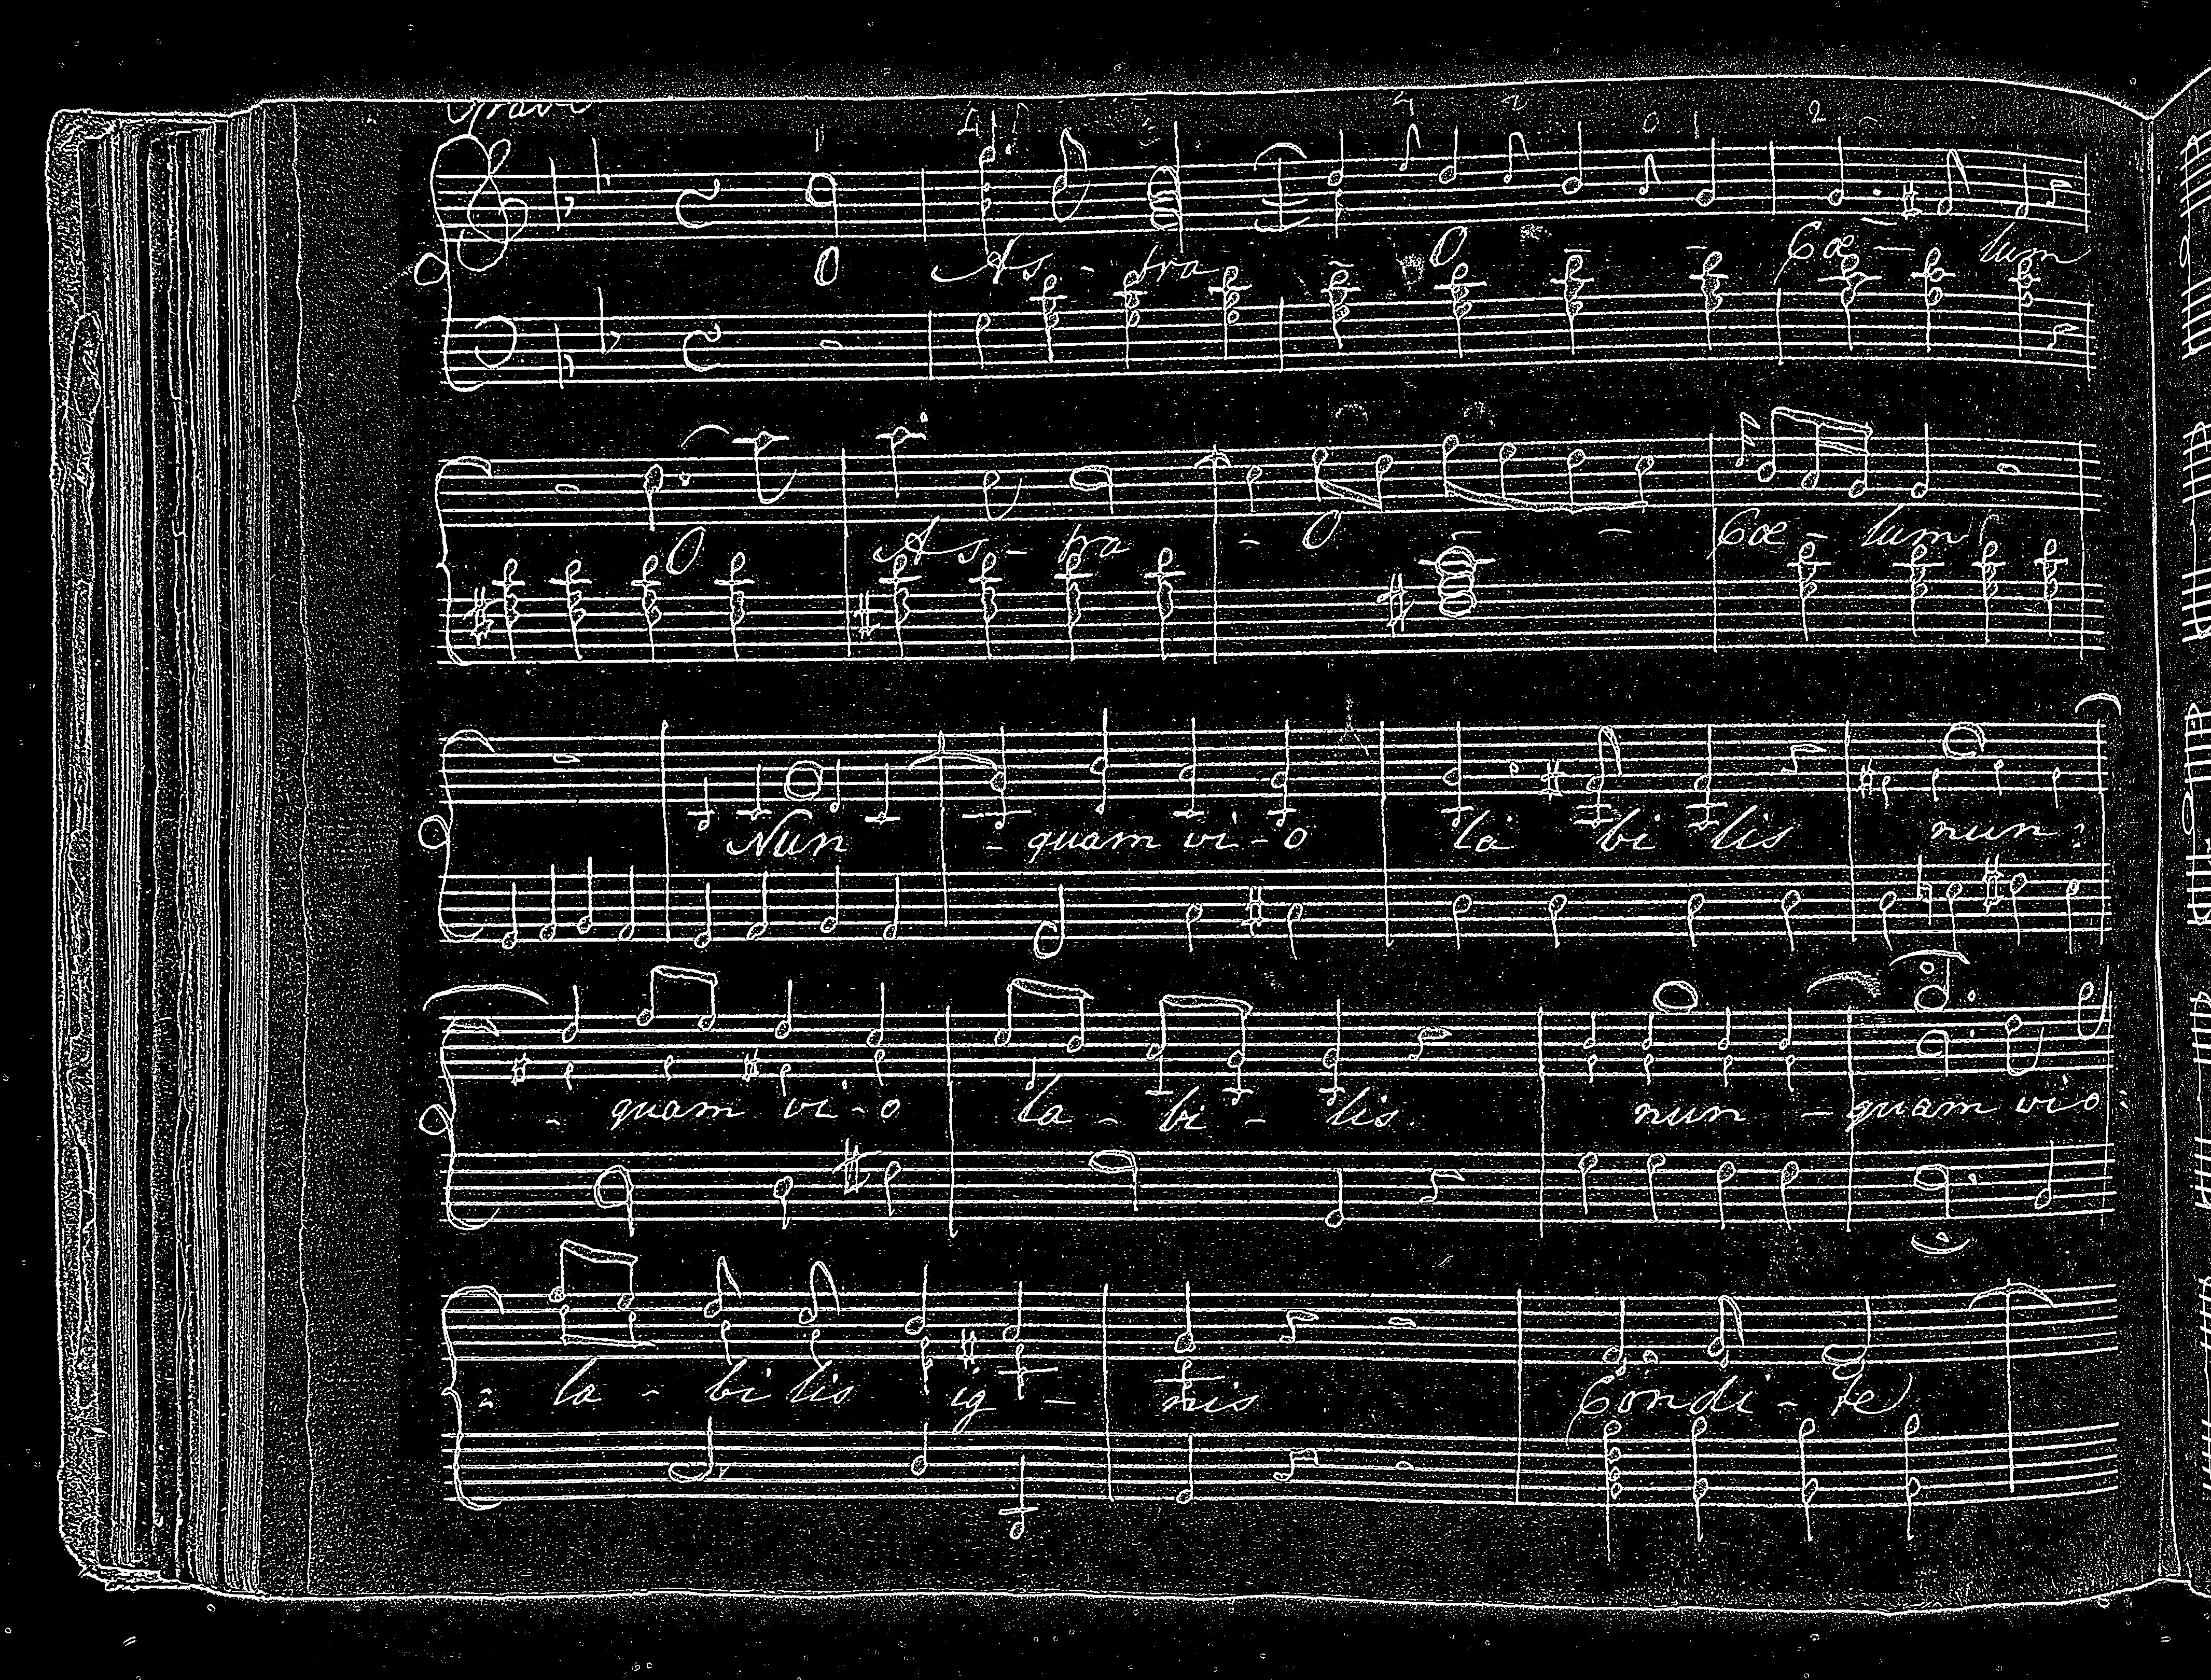 Grave
O As - tra O Cœ - lum
O As - tra - O - - Cœ - lum
Nun - quam vi - o la bi lis nun :
- quam vi - o la - bi - lis. nun - quam vio :
: la - bi lis ig - nis Condi - te